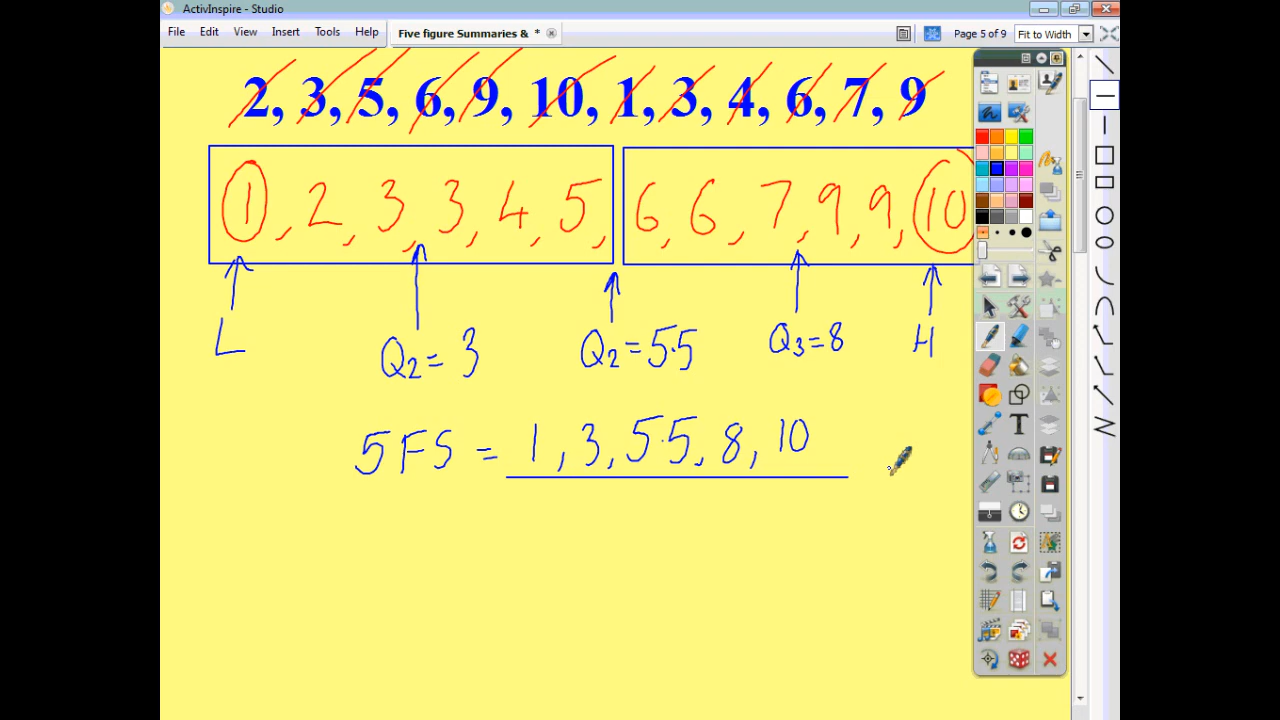 ActivInspire - Studio
File Edit View Insert Tools Help Five figure Summaries & * Page 5 of 9 Fit to Width
2, 3, 5, 6, 9, 10, 1, 3, 4, 6, 7, 9
1, 2, 3, 3, 4, 5, 6, 6, 7, 9, 9, 10
L Q2 = 3 Q2 = 5.5 Q3 = 8 H
5FS = 1, 3, 5.5, 8, 10